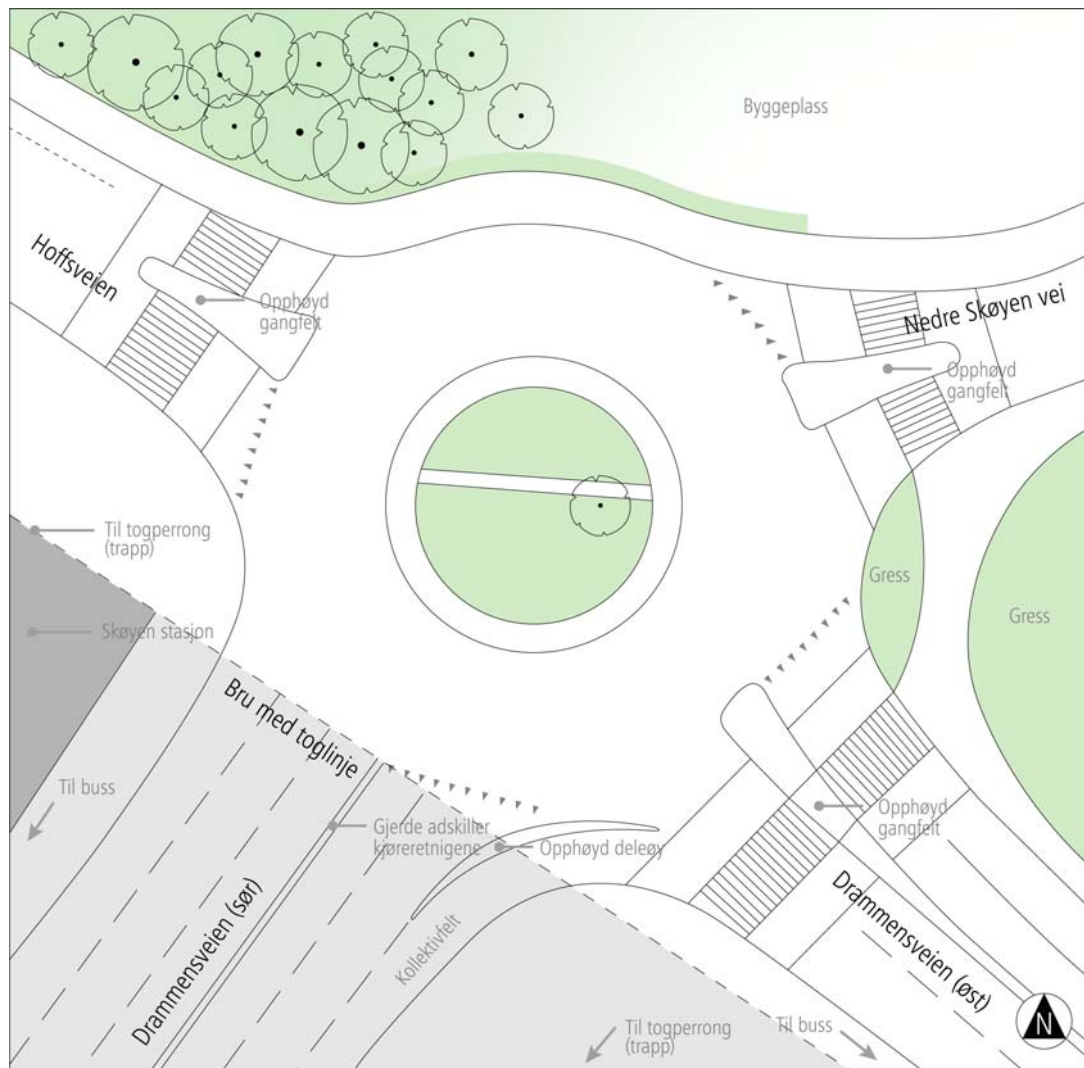 Byggeplass
Hoffsveien
Opphøyd
gangfelt
Nedre Skøyen vei
Opphøyd
gangfelt
Til togperrong
(trapp)
Gress
Gress
Skøyen stasjon
Bru med toglinje
Til buss
Gjerde adskiller
kjøreretnigene
Opphøyd deleøy
Opphøyd
gangfelt
Drammensveien (sør)
Kollektivfelt
Drammensveien (øst)
Til togperrong
(trapp)
Til buss
N